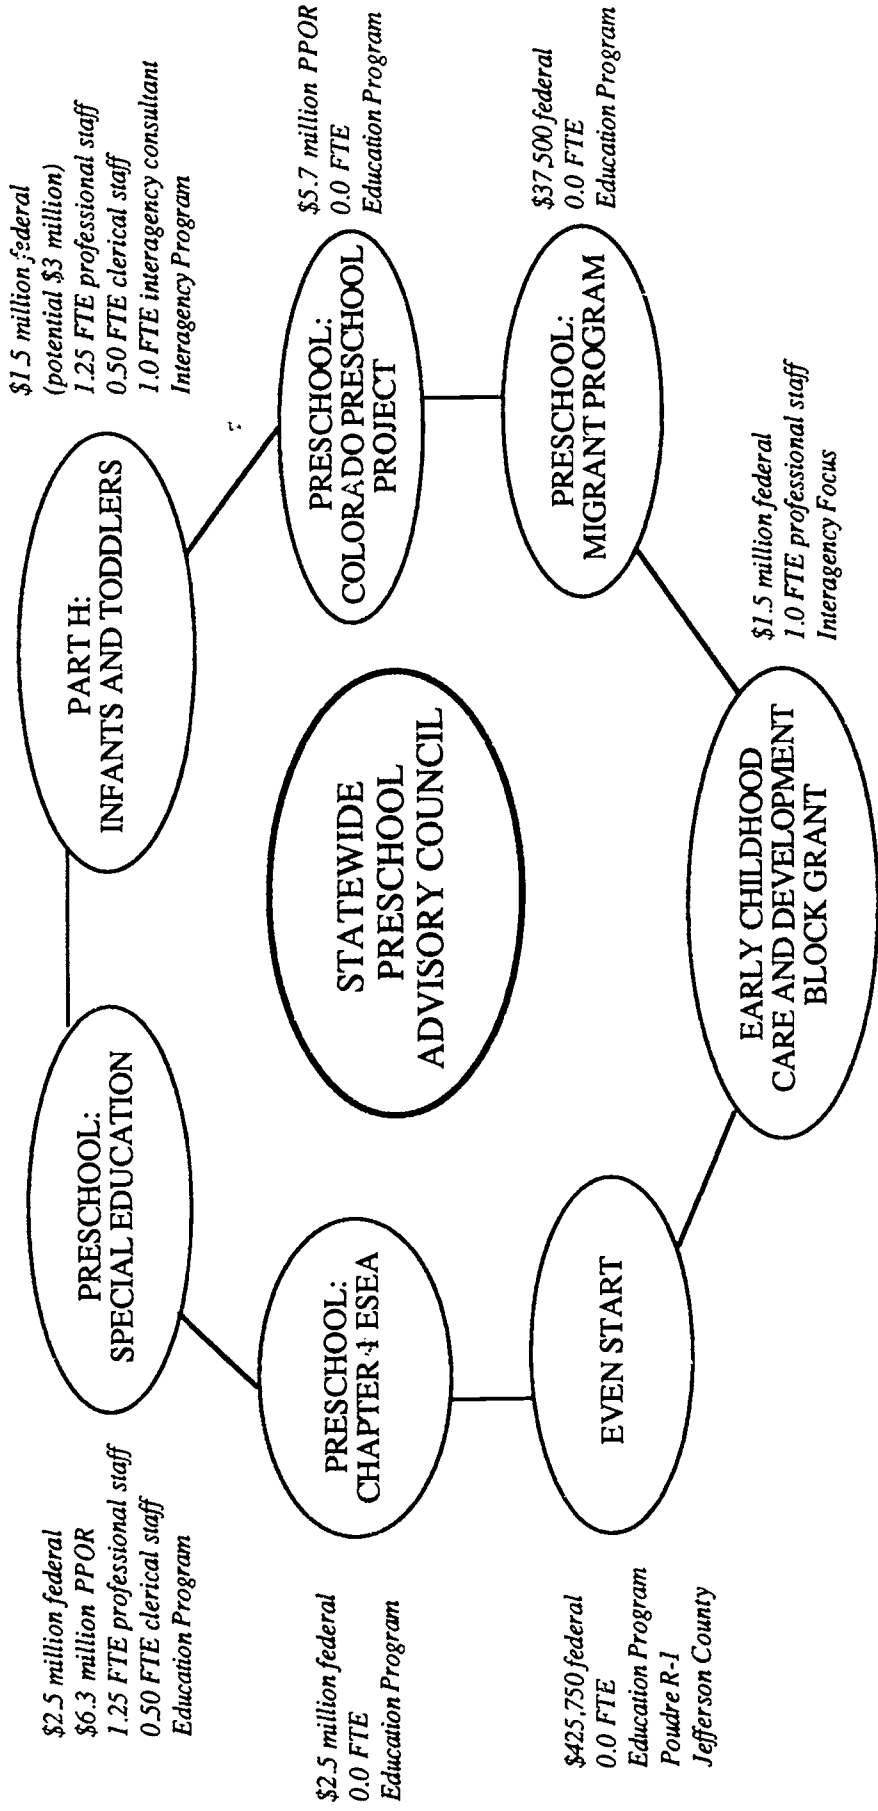 $2.5 million federal
$6.3 million PPOR
1.25 FTE professional staff
0.50 FTE clerical staff
Education Program
PRESCHOOL:
SPECIAL EDUCATION
PART H:
INFANTS AND TODDLERS
$1.5 million federal
(potential $3 million)
1.25 FTE professional staff
0.50 FTE clerical staff
1.0 FTE interagency consultant
Interagency Program
$2.5 million federal
0.0 FTE
Education Program
PRESCHOOL:
CHAPTER 1 ESEA
STATEWIDE
PRESCHOOL
ADVISORY COUNCIL
PRESCHOOL:
COLORADO PRESCHOOL
PROJECT
$5.7 million PPOR
0.0 FTE
Education Program
$425,750 federal
0.0 FTE
Education Program
Poudre R-1
Jefferson County
EVEN START
PRESCHOOL:
MIGRANT PROGRAM
$37,500 federal
0.0 FTE
Education Program
EARLY CHILDHOOD
CARE AND DEVELOPMENT
BLOCK GRANT
$1.5 million federal
1.0 FTE professional staff
Interagency Focus